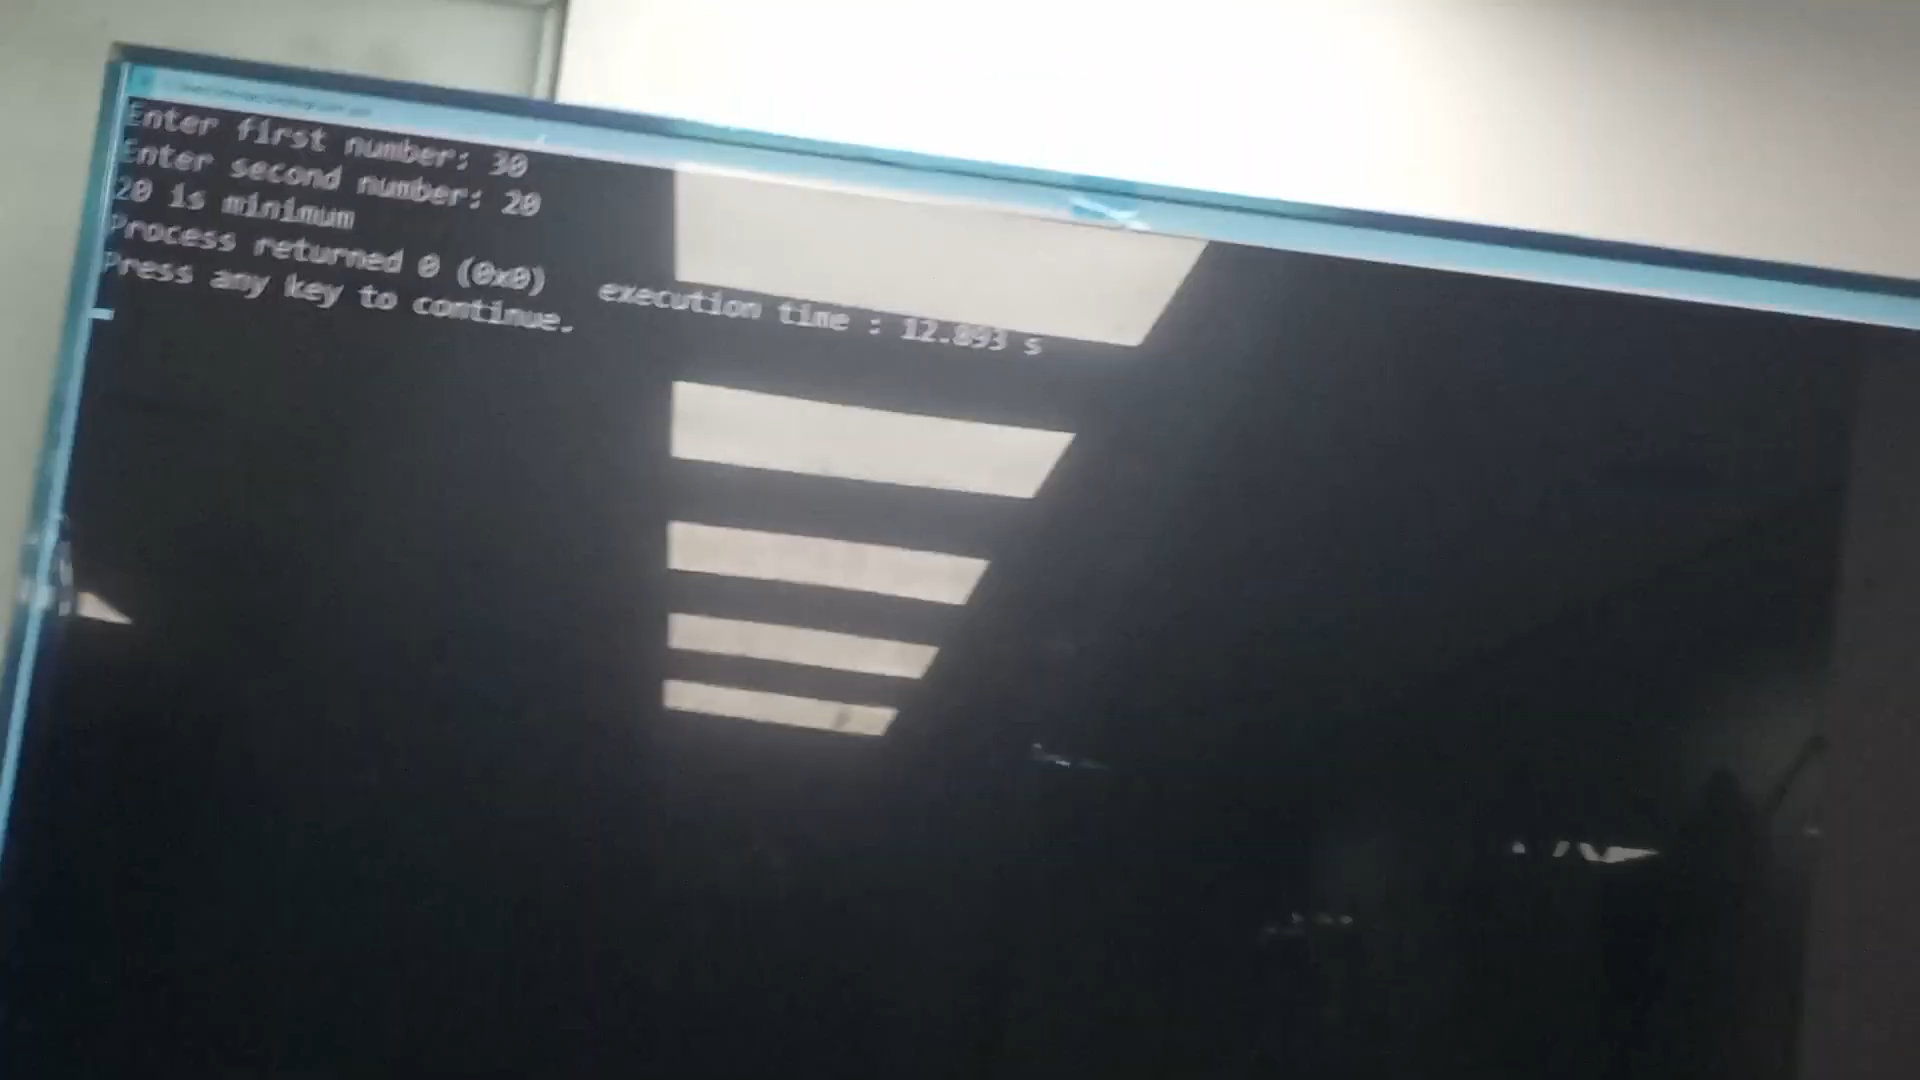 Enter first number: 30
Enter second number: 20
20 is minimum
Process returned 0 (0x0)   execution time : 12.893 s
Press any key to continue.